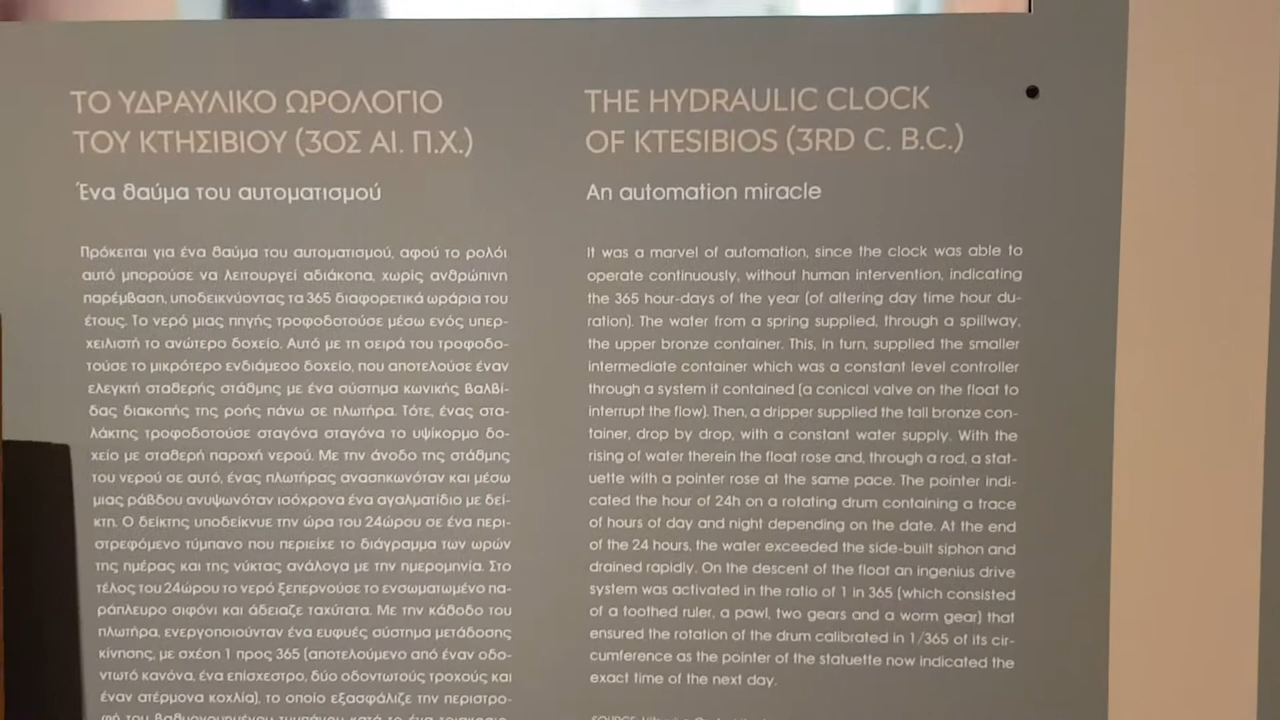 ΤΟ ΥΔΡΑΥΛΙΚΟ ΩΡΟΛΟΓΙΟ
ΤΟΥ ΚΤΗΣΙΒΙΟΥ (3ΟΣ ΑΙ. Π.Χ.)
Ένα θαύμα του αυτοματισμού
Πρόκειται για ένα θαύμα του αυτοματισμού, αφού το ρολόι
αυτό μπορούσε να λειτουργεί αδιάκοπα, χωρίς ανθρώπινη
παρέμβαση, υποδεικνύοντας τα 365 διαφορετικά ωράρια του
έτους. Το νερό μιας πηγής τροφοδοτούσε μέσω ενός υπερ-
χειλιστή το ανώτερο δοχείο. Αυτό με τη σειρά του τροφοδο-
τούσε το μικρότερο ενδιάμεσο δοχείο, που αποτελούσε έναν
ελεγκτή σταθερής στάθμης με ένα σύστημα κωνικής βαλβί-
δας διακοπής της ροής πάνω σε πλωτήρα. Τότε, ένας στα-
λάκτης τροφοδοτούσε σταγόνα σταγόνα το υψίκορμο δο-
χείο με σταθερή παροχή νερού. Με την άνοδο της στάθμης
του νερού σε αυτό, ένας πλωτήρας ανασηκωνόταν και μέσω
μιας ράβδου ανυψωνόταν ισόχρονα ένα αγαλματίδιο με δεί-
κτη. Ο δείκτης υποδείκνυε την ώρα του 24ώρου σε ένα περι-
στρεφόμενο τύμπανο που περιείχε το διάγραμμα των ωρών
της ημέρας και της νύκτας ανάλογα με την ημερομηνία. Στο
τέλος του 24ώρου το νερό ξεπερνούσε το ενσωματωμένο πα-
ράπλευρο σιφόνι και άδειαζε ταχύτατα. Με την κάθοδο του
πλωτήρα, ενεργοποιούνταν ένα ευφυές σύστημα μετάδοσης
κίνησης, με σχέση 1 προς 365 (αποτελούμενο από έναν οδο-
ντωτό κανόνα, ένα επίσχεστρο, δύο οδοντωτούς τροχούς και
έναν ατέρμονα κοχλία), το οποίο εξασφάλιζε την περιστρο-
THE HYDRAULIC CLOCK
OF KTESIBIOS (3RD C. B.C.)
An automation miracle
It was a marvel of automation, since the clock was able to
operate continuously, without human intervention, indicating
the 365 hour-days of the year (of altering day time hour du-
ration). The water from a spring supplied, through a spillway,
the upper bronze container. This, in turn, supplied the smaller
intermediate container which was a constant level controller
through a system it contained (a conical valve on the float to
interrupt the flow). Then, a dripper supplied the tall bronze con-
tainer, drop by drop, with a constant water supply. With the
rising of water therein the float rose and, through a rod, a stat-
uette with a pointer rose at the same pace. The pointer indi-
cated the hour of 24h on a rotating drum containing a trace
of hours of day and night depending on the date. At the end
of the 24 hours, the water exceeded the side-built siphon and
drained rapidly. On the descent of the float an ingenius drive
system was activated in the ratio of 1 in 365 (which consisted
of a toothed ruler, a pawl, two gears and a worm gear) that
ensured the rotation of the drum calibrated in 1/365 of its cir-
cumference as the pointer of the statuette now indicated the
exact time of the next day.